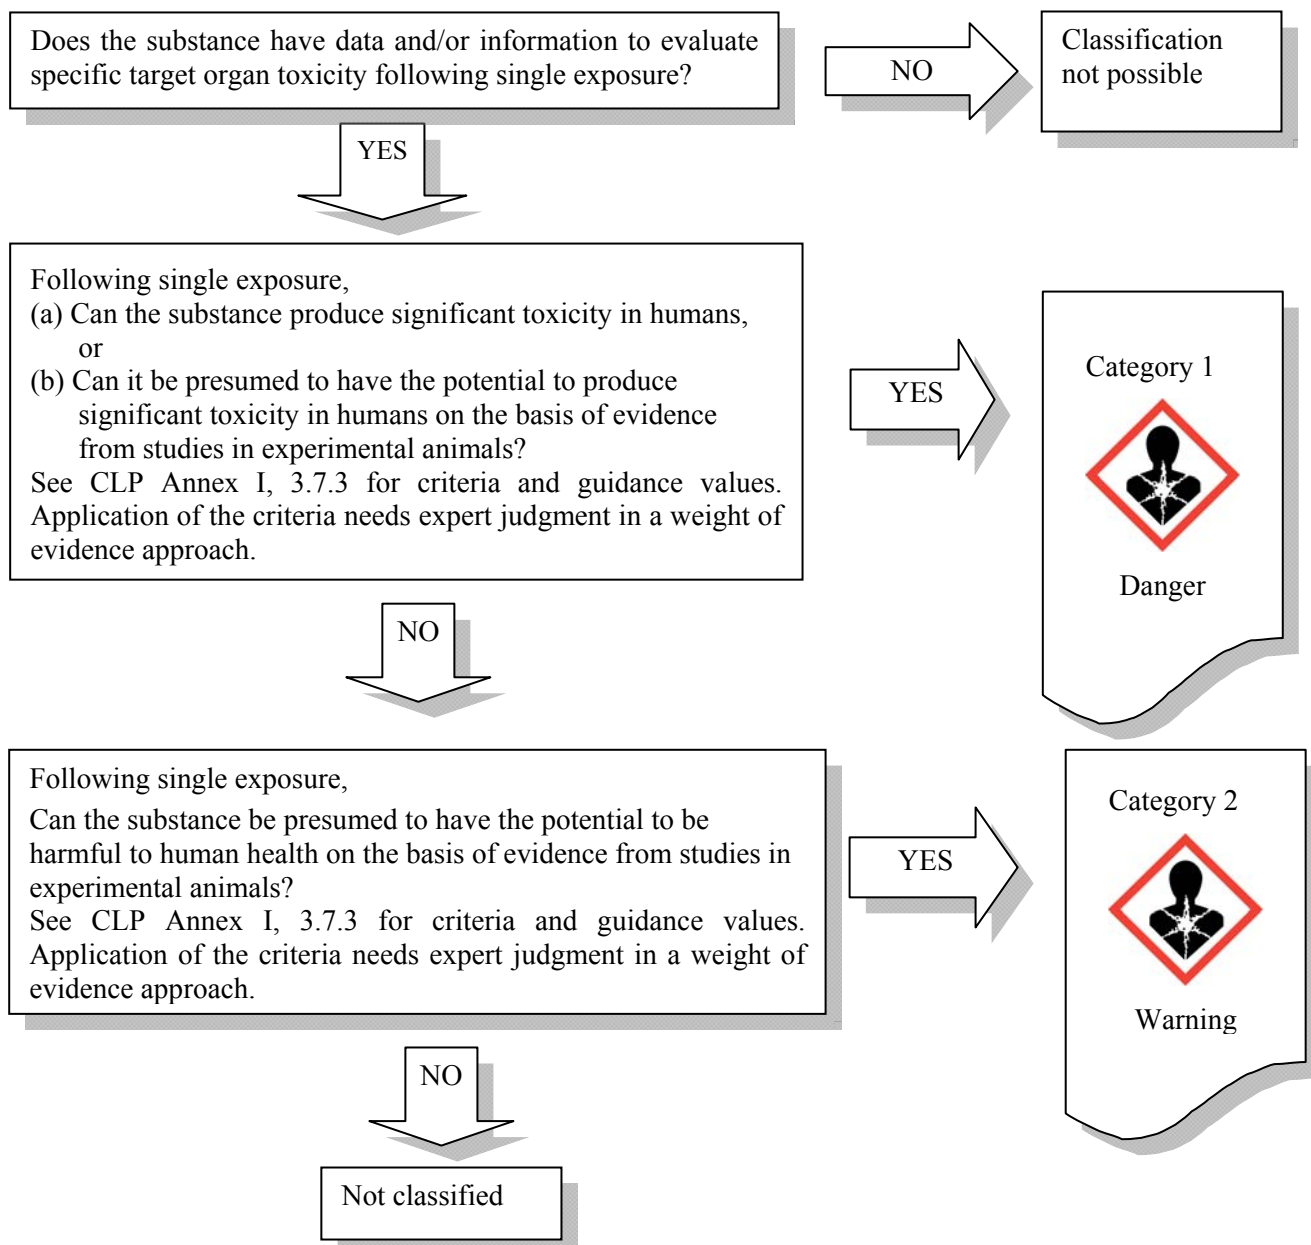 Does the substance have data and/or information to evaluate
specific target organ toxicity following single exposure?
NO
Classification
not possible
YES
Following single exposure,
(a) Can the substance produce significant toxicity in humans,
or
(b) Can it be presumed to have the potential to produce
significant toxicity in humans on the basis of evidence
from studies in experimental animals?
See CLP Annex I, 3.7.3 for criteria and guidance values.
Application of the criteria needs expert judgment in a weight of
evidence approach.
YES
Category 1
Danger
NO
Following single exposure,
Can the substance be presumed to have the potential to be
harmful to human health on the basis of evidence from studies in
experimental animals?
See CLP Annex I, 3.7.3 for criteria and guidance values.
Application of the criteria needs expert judgment in a weight of
evidence approach.
YES
Category 2
Warning
NO
Not classified